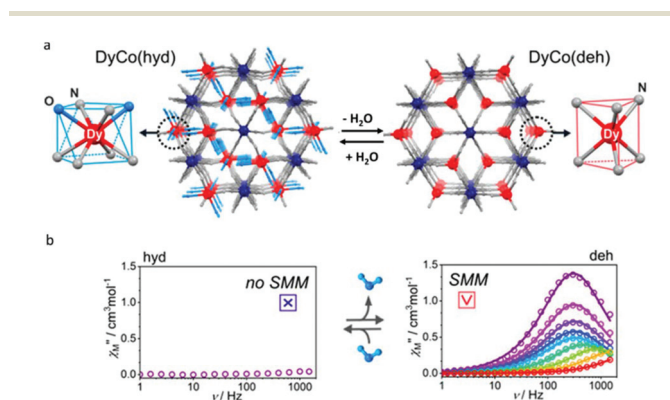 a
DyCo(hyd)
DyCo(deh)
N
O
Dy
- H₂O
+ H₂O
N
Dy
b
hyd
no SMM
X
1.5
1.0
0.5
0.0
χM'' / cm³mol⁻¹
1 10 100 1000
ν / Hz
deh
SMM
V
1.5
1.0
0.5
0.0
χM'' / cm³mol⁻¹
1 10 100 1000
ν / Hz